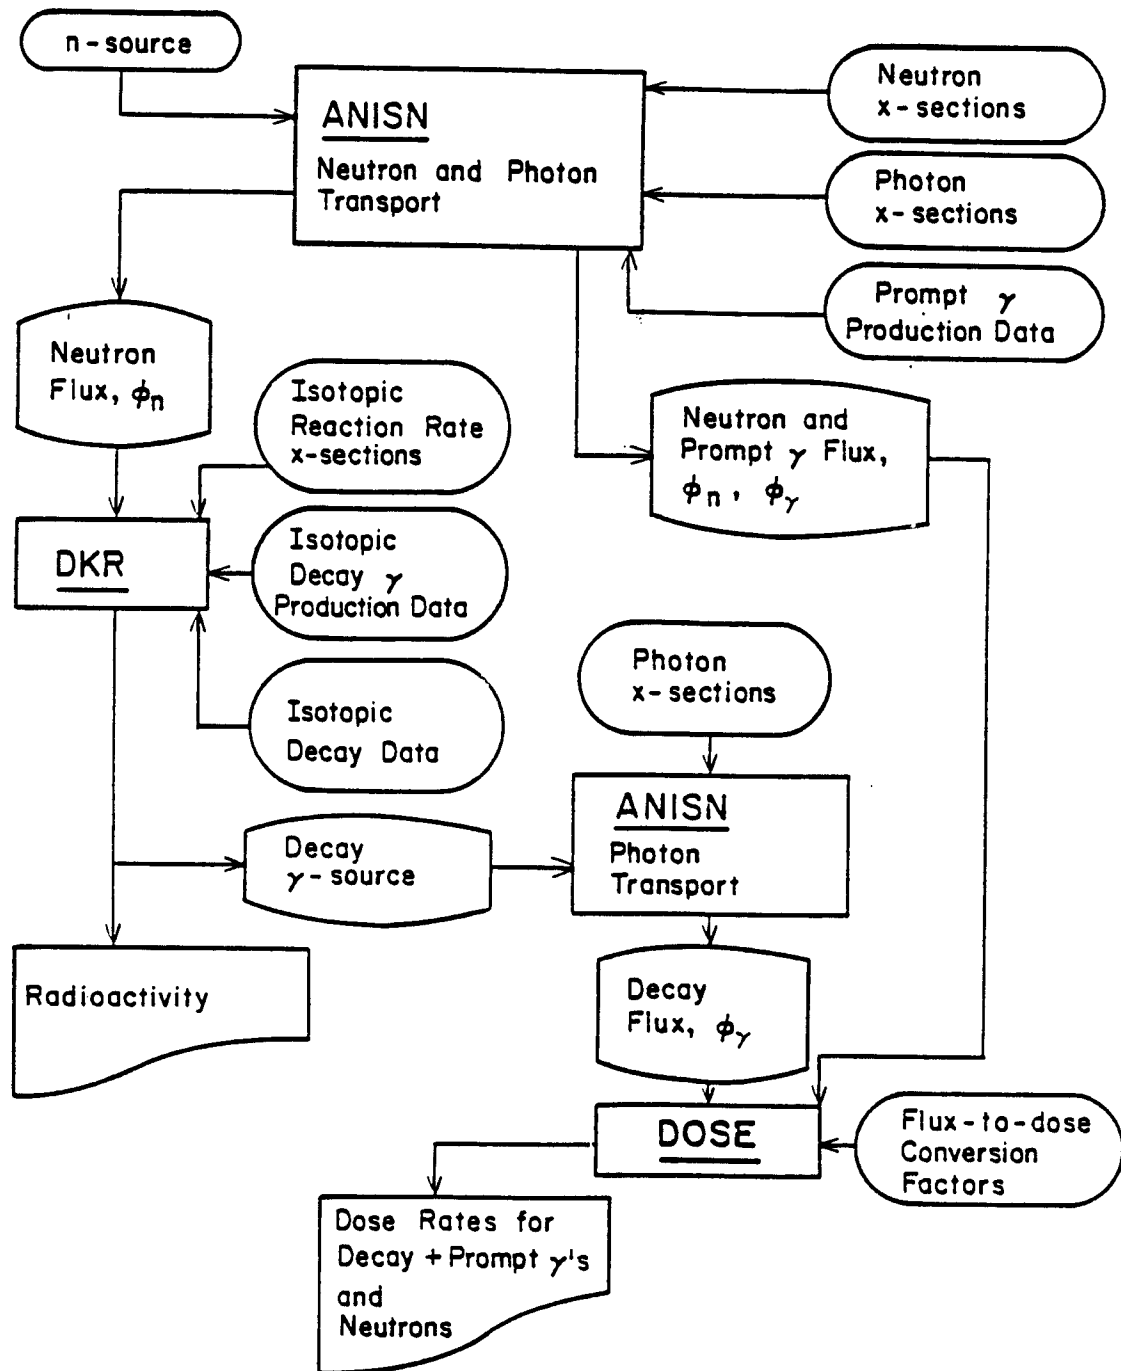 n-source
ANISN
Neutron and Photon
Transport
Neutron
x-sections
Photon
x-sections
Prompt γ
Production Data
Neutron
Flux, ϕn
Isotopic
Reaction Rate
x-sections
Neutron and
Prompt γ Flux,
ϕn, ϕγ
DKR
Isotopic
Decay γ
Production Data
Isotopic
Decay Data
Photon
x-sections
ANISN
Photon
Transport
Decay
γ-source
Radioactivity
Decay
Flux, ϕγ
DOSE
Flux-to-dose
Conversion
Factors
Dose Rates for
Decay + Prompt γ's
and
Neutrons